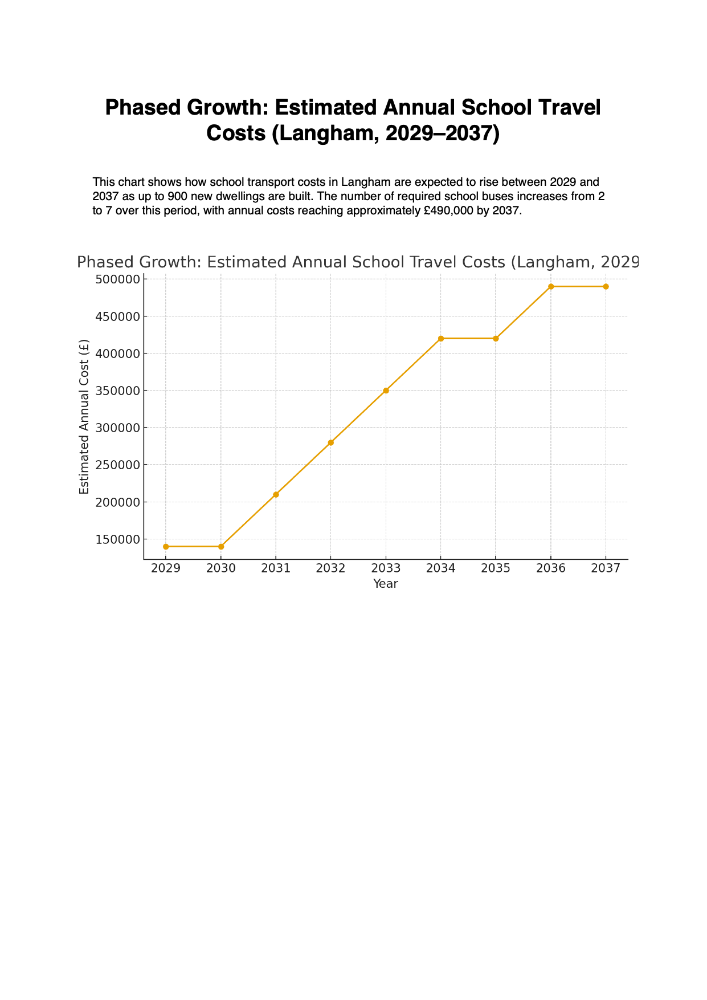 Phased Growth: Estimated Annual School Travel
Costs (Langham, 2029–2037)
This chart shows how school transport costs in Langham are expected to rise between 2029 and
2037 as up to 900 new dwellings are built. The number of required school buses increases from 2
to 7 over this period, with annual costs reaching approximately £490,000 by 2037.
Phased Growth: Estimated Annual School Travel Costs (Langham, 2029
500000
450000
400000
350000
300000
250000
200000
150000
Estimated Annual Cost (£)
2029 2030 2031 2032 2033 2034 2035 2036 2037
Year